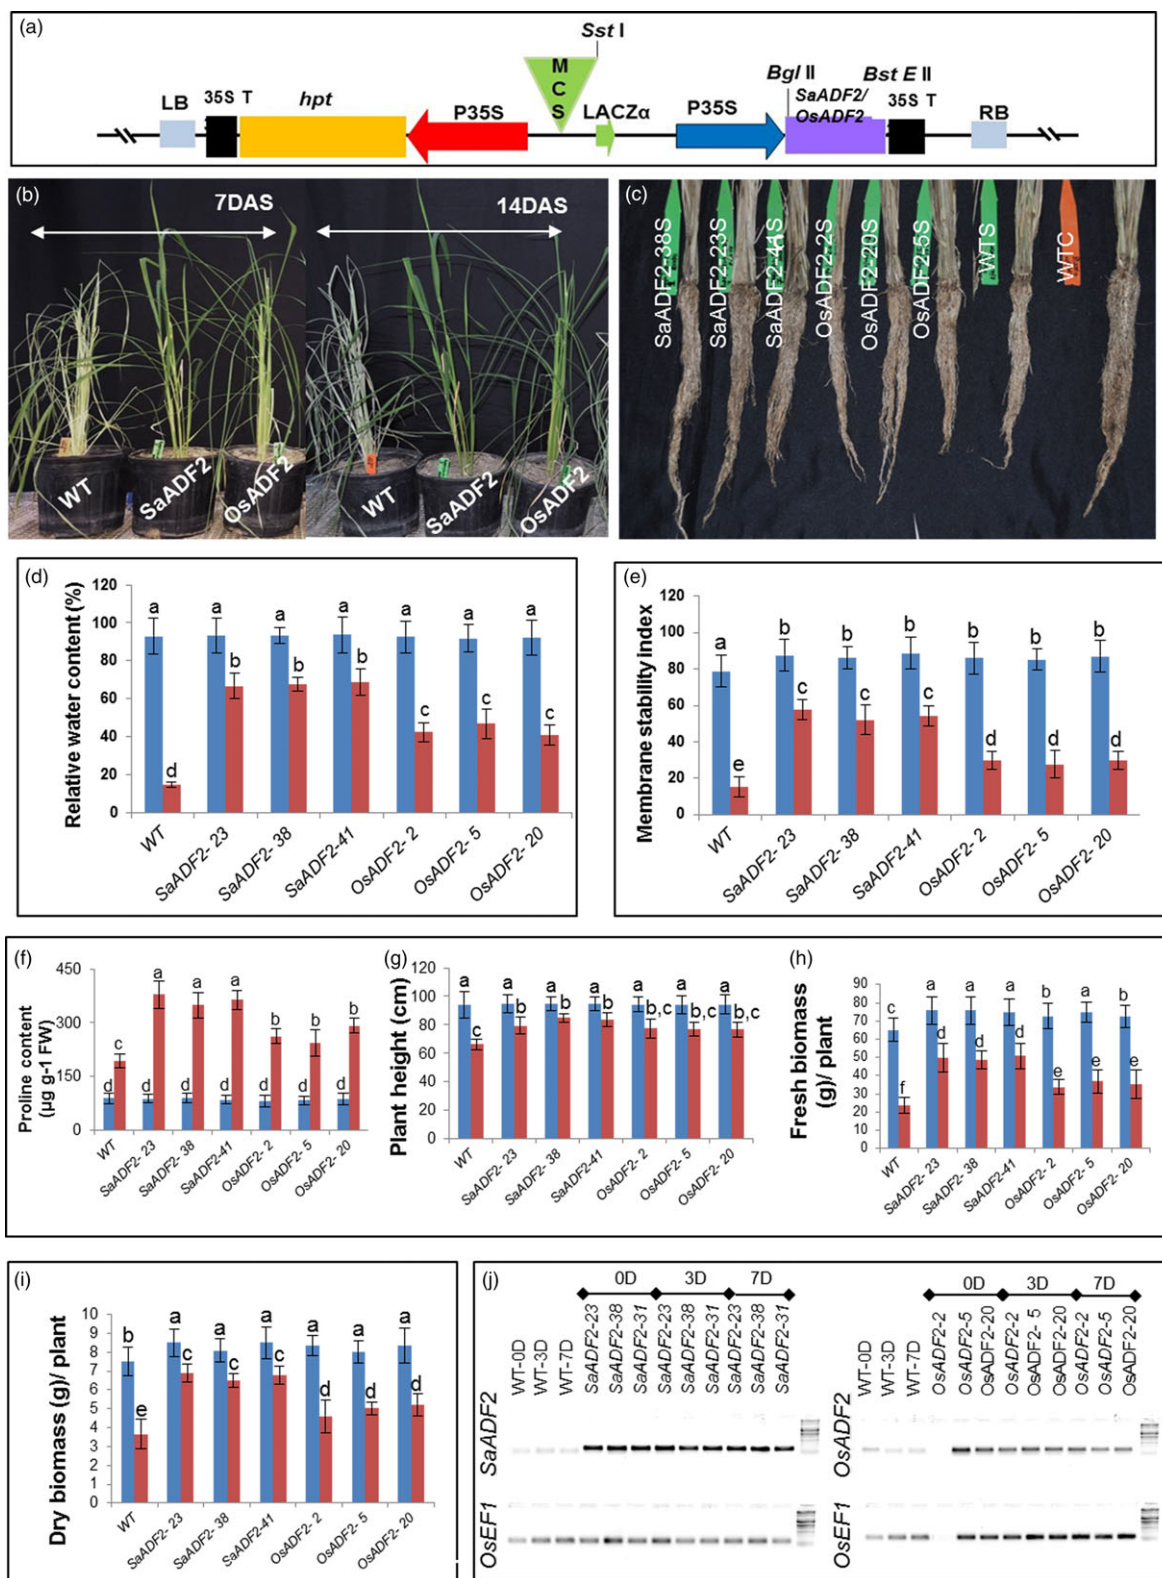 (a)
Sst I
M
C
S
LB
35S T
hpt
P35S
LACZα
P35S
Bgl II
SaADF2/
OsADF2
Bst E II
35S T
RB
(b)
7DAS
14DAS
WT
SaADF2
OsADF2
WT
SaADF2
OsADF2
(c)
SaADF2-38S
SaADF2-23S
SaADF2-41S
OsADF2-2S
OsADF2-20S
OsADF2-5S
WTS
WTC
(d)
Relative water content (%)
120
100
80
60
40
20
0
a a a a a a a
b b b c c c
d
WT
SaADF2- 23
SaADF2- 38
SaADF2-41
OsADF2- 2
OsADF2- 5
OsADF2- 20
(e)
Membrane stability index
120
100
80
60
40
20
0
a b b b b b b
c c c d d d
e
WT
SaADF2- 23
SaADF2- 38
SaADF2-41
OsADF2- 2
OsADF2- 5
OsADF2- 20
(f)
Proline content
(µg g-1 FW)
450
300
150
0
a a a b b b
c
d d d d d d d
WT
SaADF2- 23
SaADF2- 38
SaADF2-41
OsADF2- 2
OsADF2- 5
OsADF2- 20
(g)
Plant height (cm)
120
100
80
60
40
20
0
a a a a a a a
c b b b b,c b,c b,c
WT
SaADF2- 23
SaADF2- 38
SaADF2-41
OsADF2- 2
OsADF2- 5
OsADF2- 20
(h)
Fresh biomass
(g)/ plant
90
80
70
60
50
40
30
20
10
0
c a a a b a b
f d d d e e e
WT
SaADF2- 23
SaADF2- 38
SaADF2-41
OsADF2- 2
OsADF2- 5
OsADF2- 20
(i)
Dry biomass (g)/ plant
10
9
8
7
6
5
4
3
2
1
0
b a a a a a a
e c c c d d d
WT
SaADF2- 23
SaADF2- 38
SaADF2-41
OsADF2- 2
OsADF2- 5
OsADF2- 20
(j)
0D 3D 7D
WT-0D
WT-3D
WT-7D
SaADF2-23
SaADF2-38
SaADF2-31
SaADF2-23
SaADF2-38
SaADF2-31
SaADF2-23
SaADF2-38
SaADF2-31
SaADF2
OsEF1
0D 3D 7D
WT-0D
WT-3D
WT-7D
OsADF2-2
OsADF2-5
OsADF2-20
OsADF2-2
OsADF2- 5
OsADF2-20
OsADF2-2
OsADF2-5
OsADF2-20
OsADF2
OsEF1